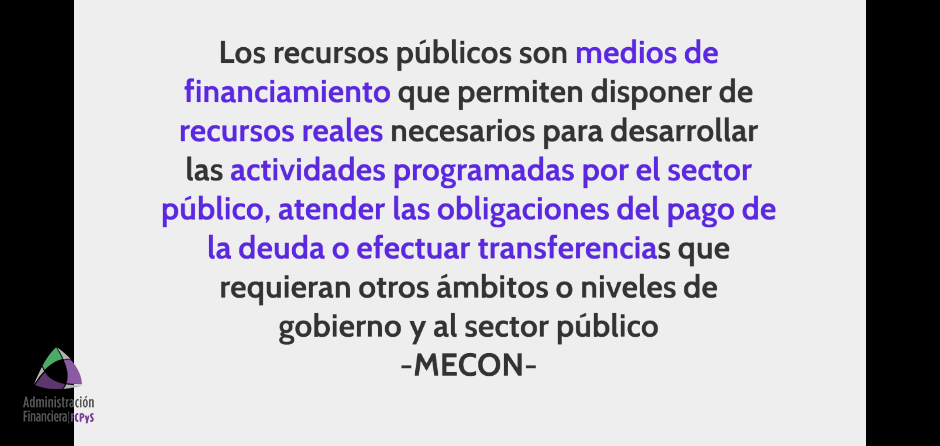 Los recursos públicos son medios de
financiamiento que permiten disponer de
recursos reales necesarios para desarrollar
las actividades programadas por el sector
público, atender las obligaciones del pago de
la deuda o efectuar transferencias que
requieran otros ámbitos o niveles de
gobierno y al sector público
-MECON-
Administración
Financiera|FCPyS